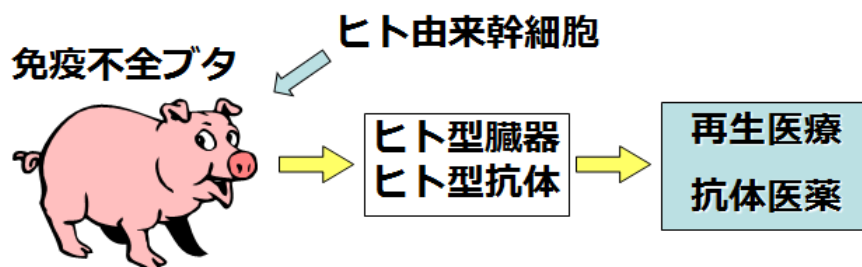 ヒト由来幹細胞
免疫不全ブタ
ヒト型臓器
ヒト型抗体
再生医療
抗体医薬